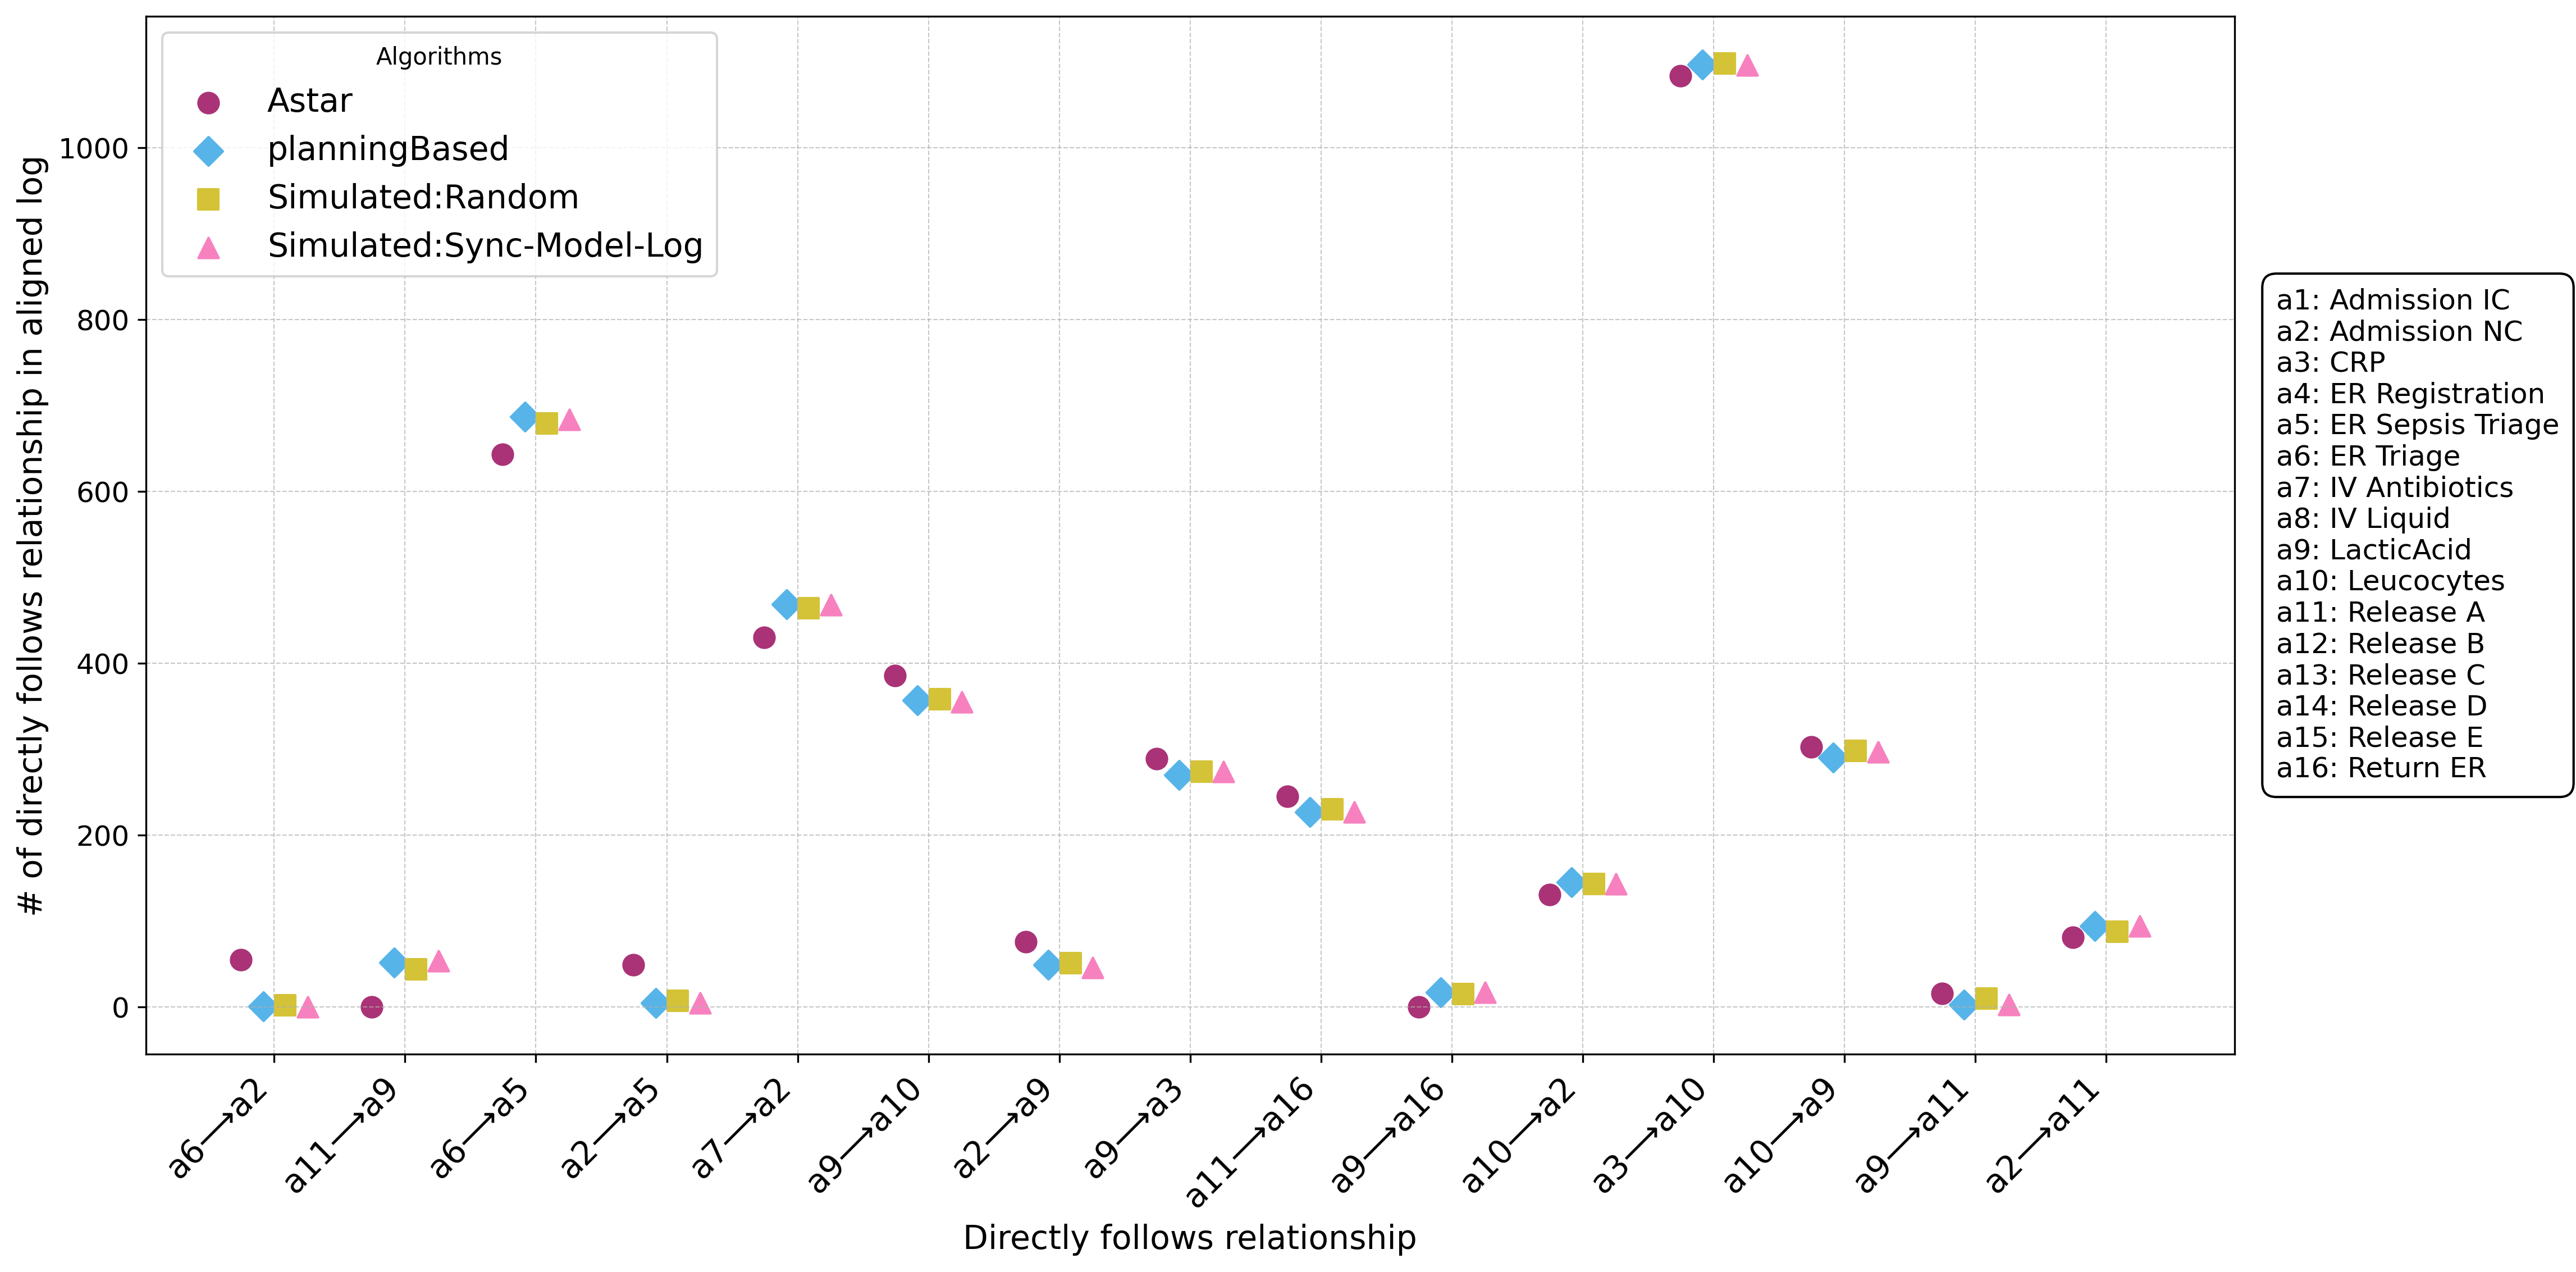 Algorithms
Astar
planningBased
Simulated:Random
Simulated:Sync-Model-Log
# of directly follows relationship in aligned log
1000
800
600
400
200
0
a6→a2
a11→a9
a6→a5
a2→a5
a7→a2
a9→a10
a2→a9
a9→a3
a11→a16
a9→a16
a10→a2
a3→a10
a10→a9
a9→a11
a2→a11
Directly follows relationship
a1: Admission IC
a2: Admission NC
a3: CRP
a4: ER Registration
a5: ER Sepsis Triage
a6: ER Triage
a7: IV Antibiotics
a8: IV Liquid
a9: LacticAcid
a10: Leucocytes
a11: Release A
a12: Release B
a13: Release C
a14: Release D
a15: Release E
a16: Return ER